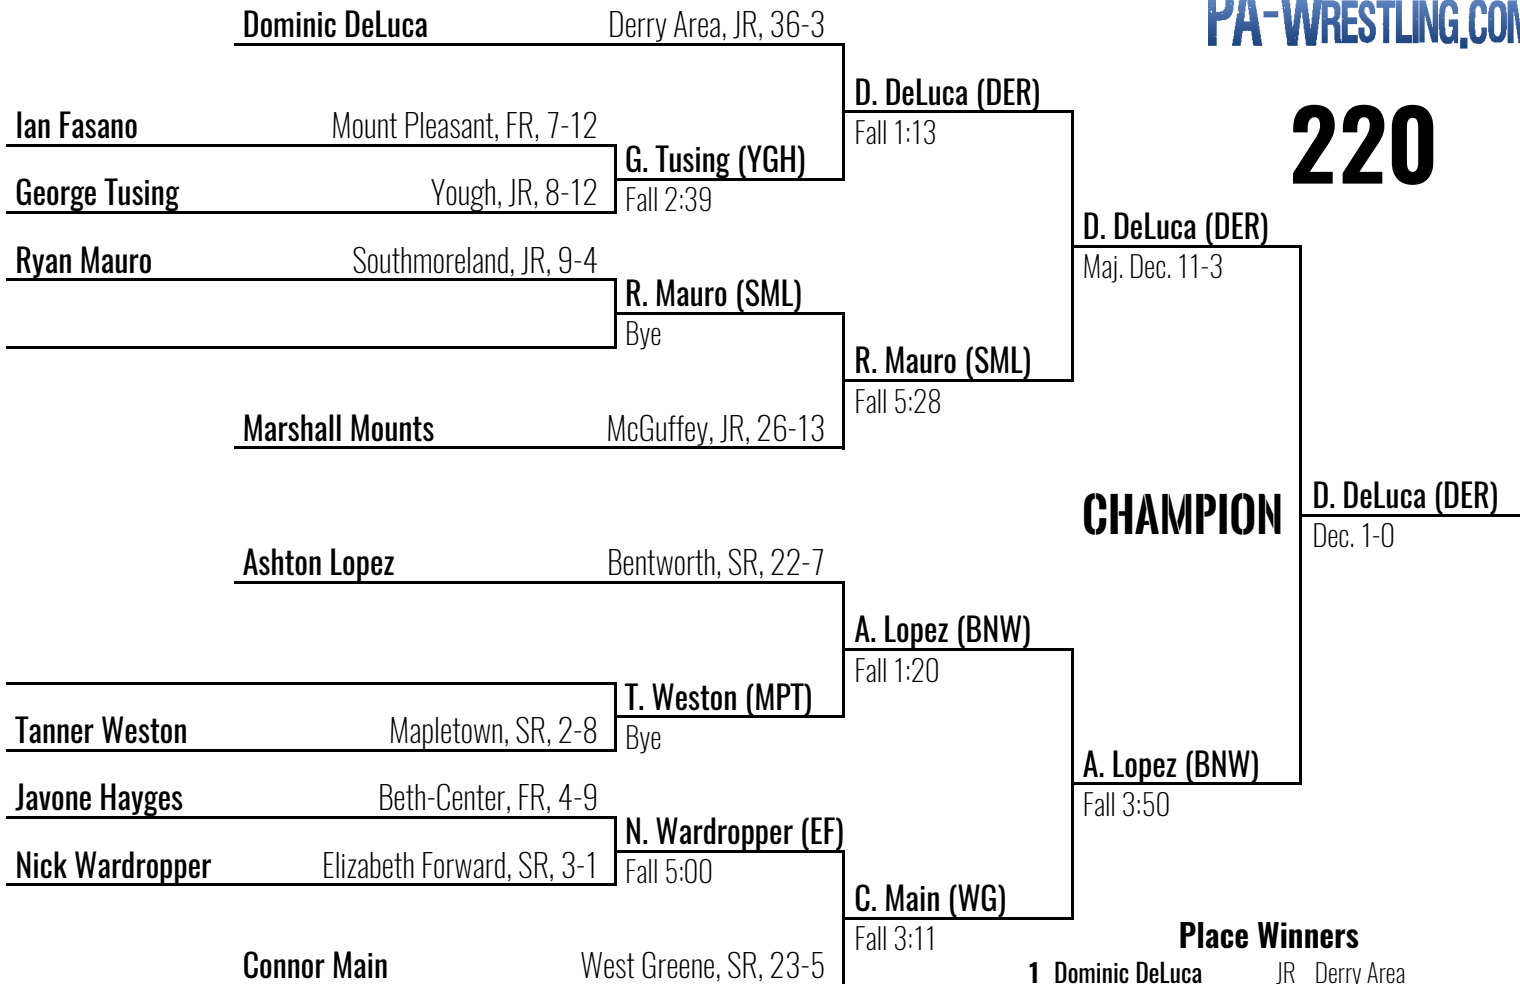 PA-WRESTLING.COM
220
Dominic DeLuca Derry Area, JR, 36-3
D. DeLuca (DER)
Fall 1:13
Ian Fasano Mount Pleasant, FR, 7-12
G. Tusing (YGH)
Fall 2:39
George Tusing Yough, JR, 8-12
D. DeLuca (DER)
Maj. Dec. 11-3
Ryan Mauro Southmoreland, JR, 9-4
R. Mauro (SML)
Bye
R. Mauro (SML)
Fall 5:28
Marshall Mounts McGuffey, JR, 26-13
CHAMPION
D. DeLuca (DER)
Dec. 1-0
Ashton Lopez Bentworth, SR, 22-7
A. Lopez (BNW)
Fall 1:20
T. Weston (MPT)
Bye
Tanner Weston Mapletown, SR, 2-8
A. Lopez (BNW)
Fall 3:50
Javone Hayges Beth-Center, FR, 4-9
N. Wardropper (EF)
Fall 5:00
Nick Wardropper Elizabeth Forward, SR, 3-1
C. Main (WG)
Fall 3:11
Connor Main West Greene, SR, 23-5
Place Winners
1 Dominic DeLuca JR Derry Area